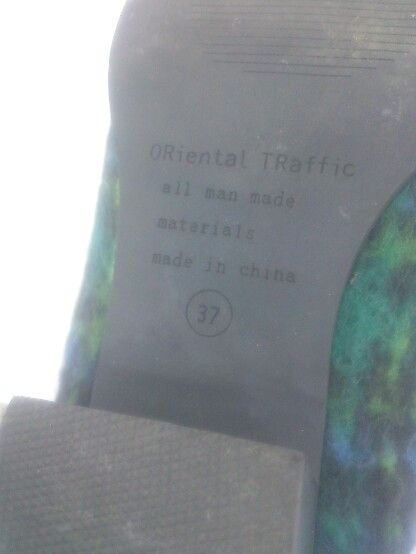 ORiental TRaffic
all man made
materials
made in china
37